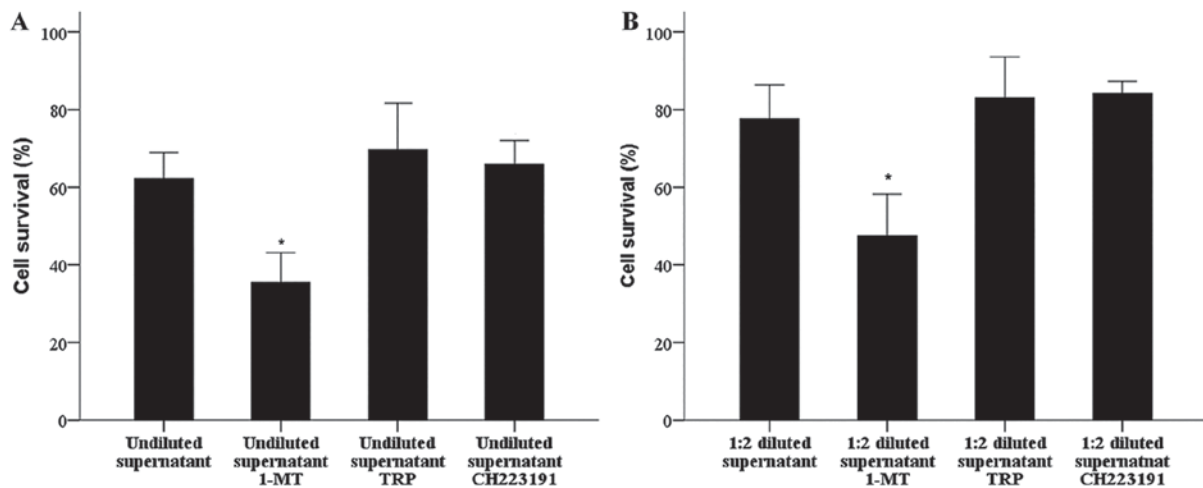 A
Cell survival (%)
100
80
60
40
20
0
*
Undiluted
supernatant
Undiluted
supernatant
1-MT
Undiluted
supernatant
TRP
Undiluted
supernatant
CH223191
B
Cell survival (%)
100
80
60
40
20
0
*
1:2 diluted
supernatant
1:2 diluted
supernatant
1-MT
1:2 diluted
supernatant
TRP
1:2 diluted
supernatnat
CH223191